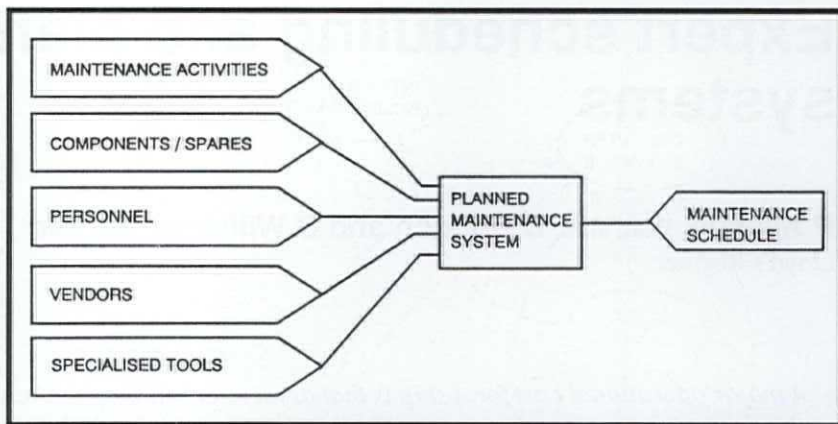 MAINTENANCE ACTIVITIES
COMPONENTS / SPARES
PERSONNEL
VENDORS
SPECIALISED TOOLS
PLANNED
MAINTENANCE
SYSTEM
MAINTENANCE
SCHEDULE
Expert scheduling
systems